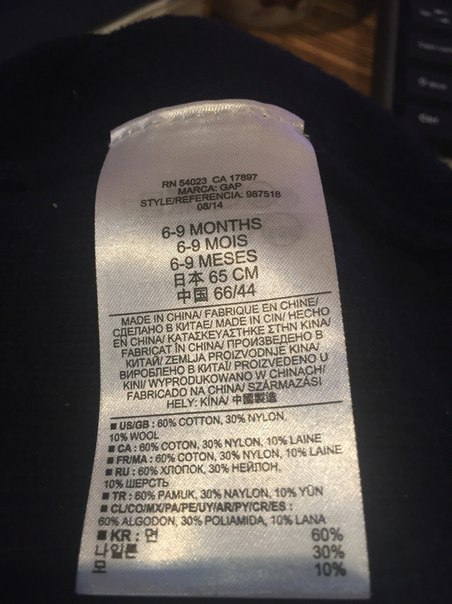 RN 54023 CA 17897
MARCA: GAP
STYLE/REFERENCIA: 987518
08/14
6-9 MONTHS
6-9 MOIS
6-9 MESES
日本 65 CM
中国 66/44
MADE IN CHINA/ FABRIQUE EN CHINE/
СДЕЛАНО В КИТАЕ/ MADE IN CIN/ HECHO
EN CHINA/ ΚΑΤΑΣΚΕΥΑΣΤΗΚΕ ΣΤΗΝ ΚΙΝΑ/
FABRICAT ÎN CHINA/ ПРОИЗВЕДЕНО В
КИТАЙ/ ZEMLJA PROIZVODNJE KINA/
ВИРОБЛЕНО В КИТАЇ/ PROIZVEDENO U
KINI/ WYPRODUKOWANO W CHINACH/
FABRICADO NA CHINA/ SZÁRMAZÁSI
HELY: KÍNA/ 中國製造
■ US/GB : 60% COTTON, 30% NYLON,
10% WOOL
■ CA : 60% COTON, 30% NYLON, 10% LAINE
■ FR/MA : 60% COTON, 30% NYLON, 10% LAINE
■ RU : 60% ХЛОПОК, 30% НЕЙЛОН,
10% ШЕРСТЬ
■ TR : 60% PAMUK, 30% NAYLON, 10% YÜN
■ CL/CO/MX/PA/PE/UY/AR/PY/CR/ES :
60% ALGODON, 30% POLIAMIDA, 10% LANA
■ KR : 면 60%
나일론 30%
모 10%